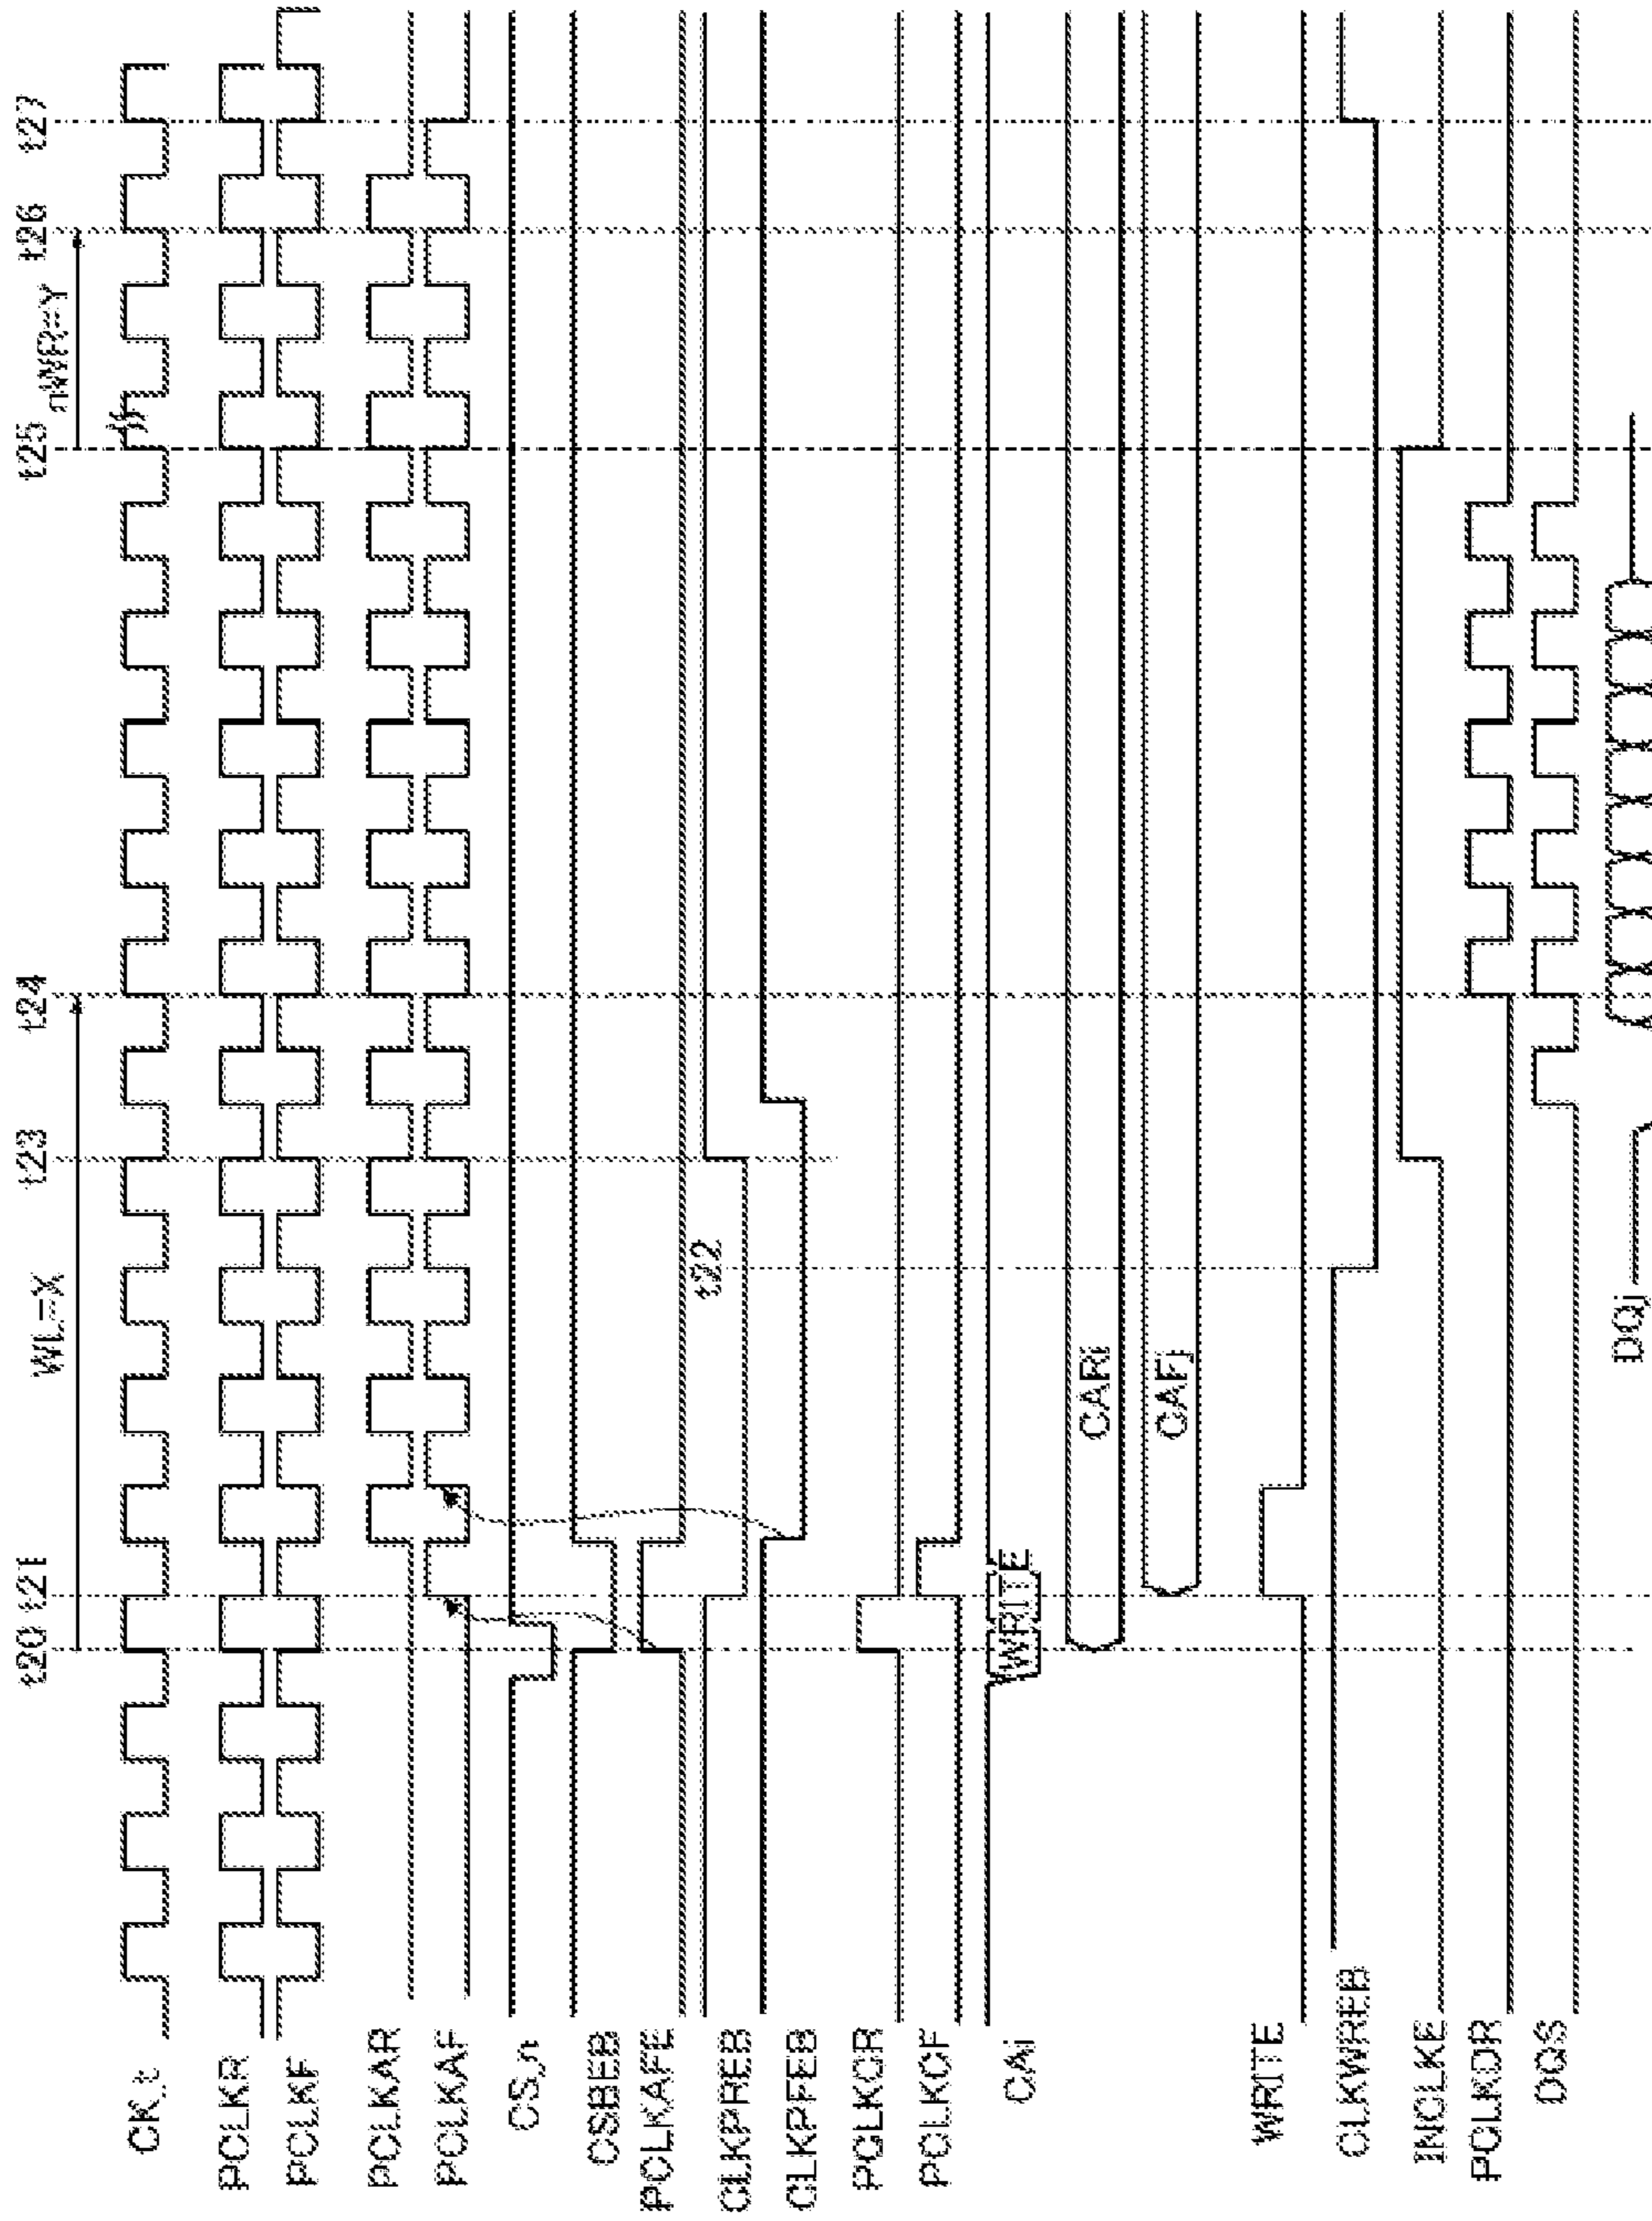 t20 t21 t23 t24 t25 t26 t27
WL=X
nWR=Y
CK_t
PCLKR
PCLKF
PCLKAR
PCLKAF
CS_n
CSBEB
PCLKAFE
CLKPREB
t22
CLKPFEB
PCLKCR
PCLKCF
CAi
WRITE
CARi
CAFj
WRITE
CLKWREB
INCLKE
PCLKDR
DQS
DQj